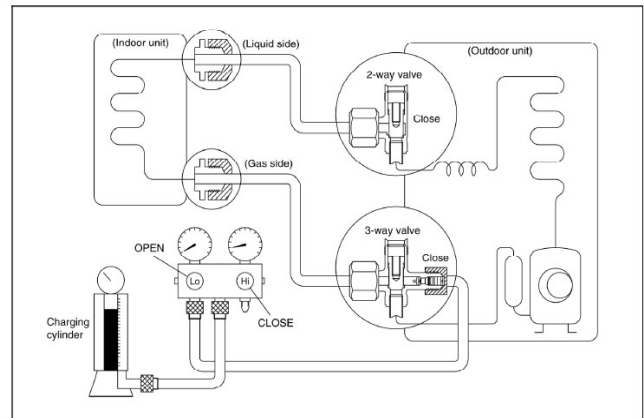 (Indoor unit)
(Liquid side)
(Outdoor unit)
2-way valve
Close
(Gas side)
3-way valve
Close
OPEN
Lo
Hi
CLOSE
Charging
cylinder